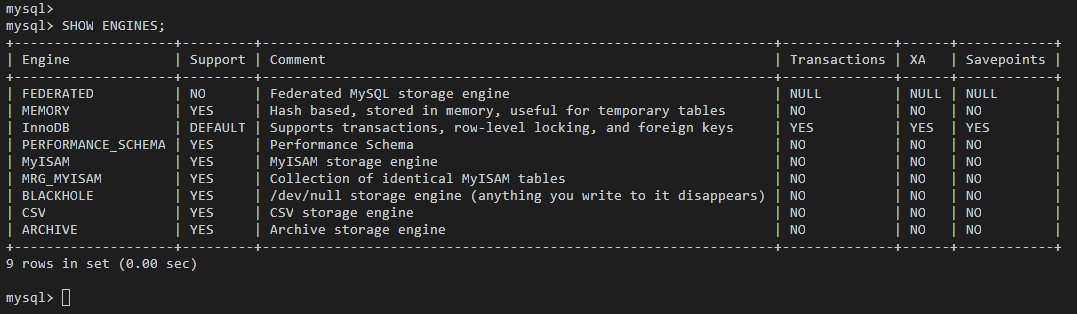 mysql>
mysql> SHOW ENGINES;
+--------------------+---------+----------------------------------------------------------------+--------------+------+------------+
| Engine             | Support | Comment                                                        | Transactions | XA   | Savepoints |
+--------------------+---------+----------------------------------------------------------------+--------------+------+------------+
| FEDERATED          | NO      | Federated MySQL storage engine                                 | NULL         | NULL | NULL       |
| MEMORY             | YES     | Hash based, stored in memory, useful for temporary tables      | NO           | NO   | NO         |
| InnoDB             | DEFAULT | Supports transactions, row-level locking, and foreign keys     | YES          | YES  | YES        |
| PERFORMANCE_SCHEMA | YES     | Performance Schema                                             | NO           | NO   | NO         |
| MyISAM             | YES     | MyISAM storage engine                                          | NO           | NO   | NO         |
| MRG_MYISAM         | YES     | Collection of identical MyISAM tables                          | NO           | NO   | NO         |
| BLACKHOLE          | YES     | /dev/null storage engine (anything you write to it disappears) | NO           | NO   | NO         |
| CSV                | YES     | CSV storage engine                                             | NO           | NO   | NO         |
| ARCHIVE            | YES     | Archive storage engine                                         | NO           | NO   | NO         |
+--------------------+---------+----------------------------------------------------------------+--------------+------+------------+
9 rows in set (0.00 sec)
mysql>